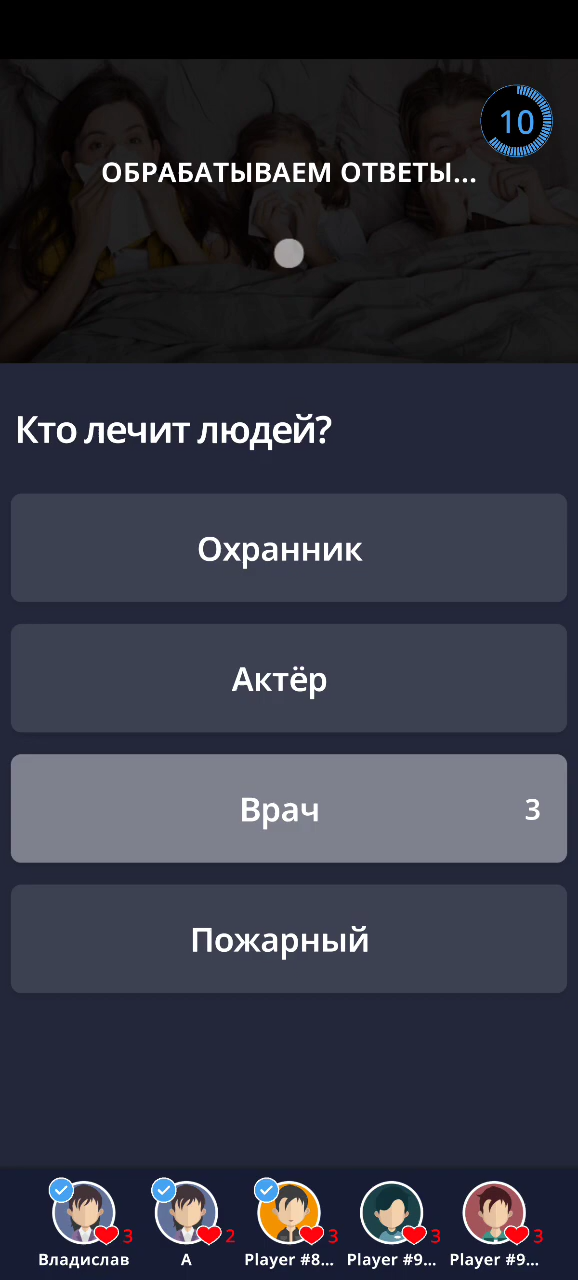 10
ОБРАБАТЫВАЕМ ОТВЕТЫ...
Кто лечит людей?
Охранник
Актёр
Врач 3
Пожарный
3 2 3 3 3
Владислав А Player #8... Player #9... Player #9...